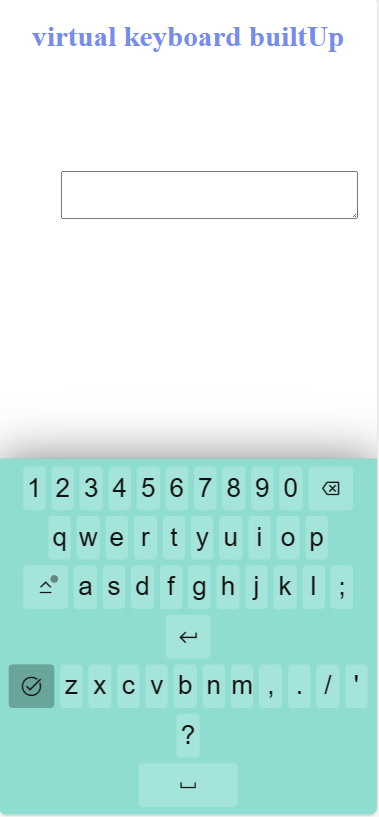 virtual keyboard builtUp
1 2 3 4 5 6 7 8 9 0
q w e r t y u i o p
a s d f g h j k l ;
z x c v b n m , . / '
?